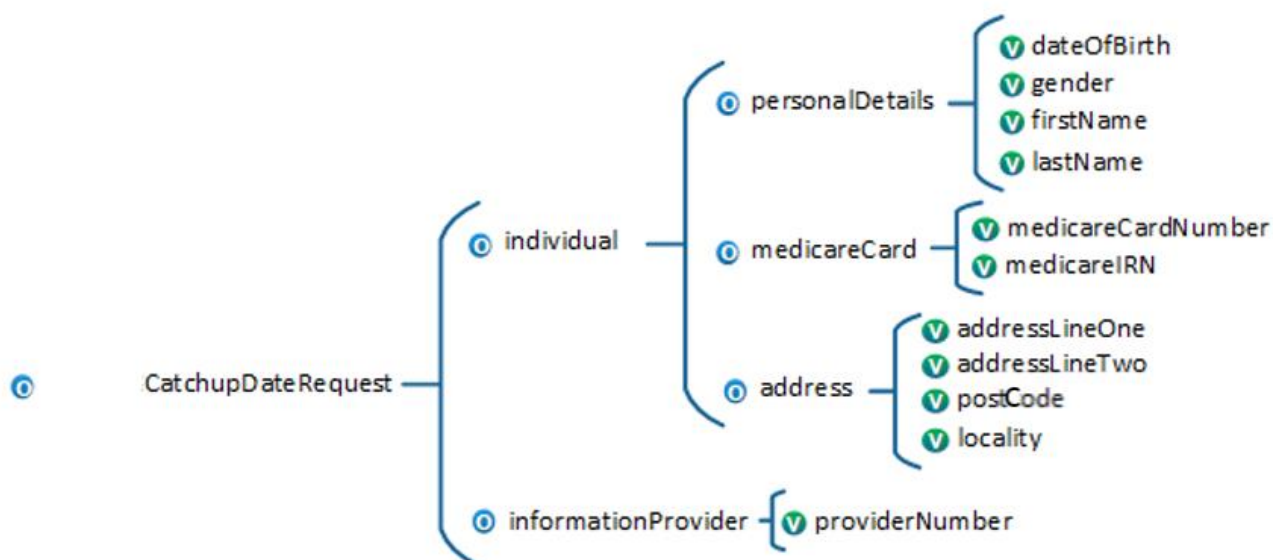 V dateOfBirth
V gender
O personalDetails
V firstName
V lastName
O individual
V medicareCardNumber
O medicareCard
V medicareIRN
V addressLineOne
V addressLineTwo
O CatchupDateRequest
O address
V postCode
V locality
O informationProvider
V providerNumber